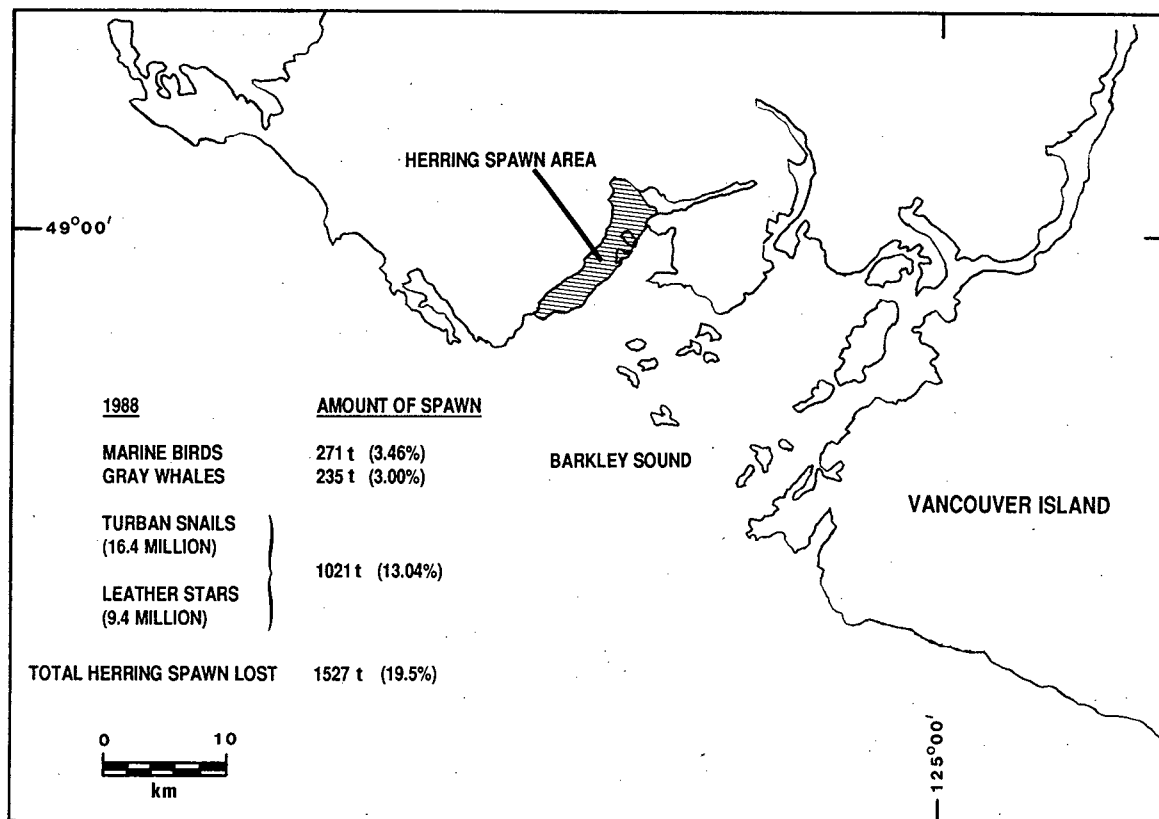 HERRING SPAWN AREA
49°00'
1988 AMOUNT OF SPAWN
MARINE BIRDS 271 t (3.46%)
GRAY WHALES 235 t (3.00%)
BARKLEY SOUND
VANCOUVER ISLAND
TURBAN SNAILS
(16.4 MILLION)
1021 t (13.04%)
LEATHER STARS
(9.4 MILLION)
TOTAL HERRING SPAWN LOST 1527 t (19.5%)
0 10
km
125°00'